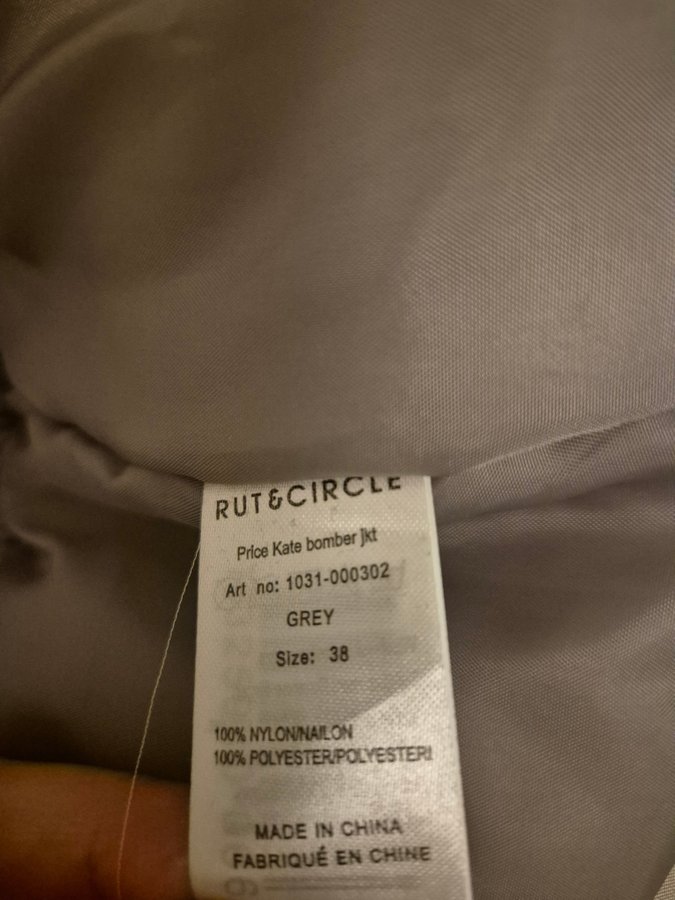 RUT&CIRCLE
Price Kate bomber jkt
Art no: 1031-000302
GREY
Size: 38
100% NYLON/NAILON
100% POLYESTER/POLYESTERI
MADE IN CHINA
FABRIQUÉ EN CHINE